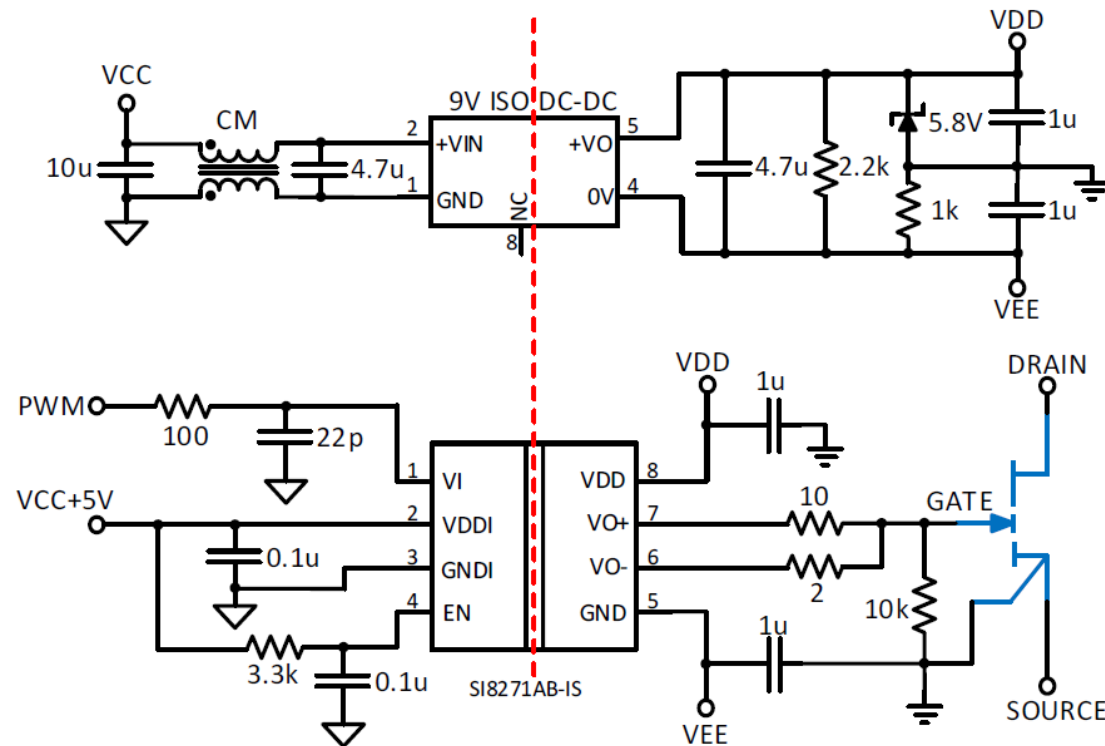 VDD
VCC
CM
9V ISO DC-DC
10u
4.7u
2
+VIN
1
GND
NC
8
5
+VO
4
0V
4.7u
2.2k
5.8V
1k
1u
1u
VEE
PWM
100
22p
VCC+5V
0.1u
3.3k
0.1u
1
VI
2
VDDI
3
GNDI
4
EN
VDD
8
VO+
7
VO-
6
GND
5
SI8271AB-IS
VDD
1u
10
2
1u
VEE
10k
GATE
DRAIN
SOURCE